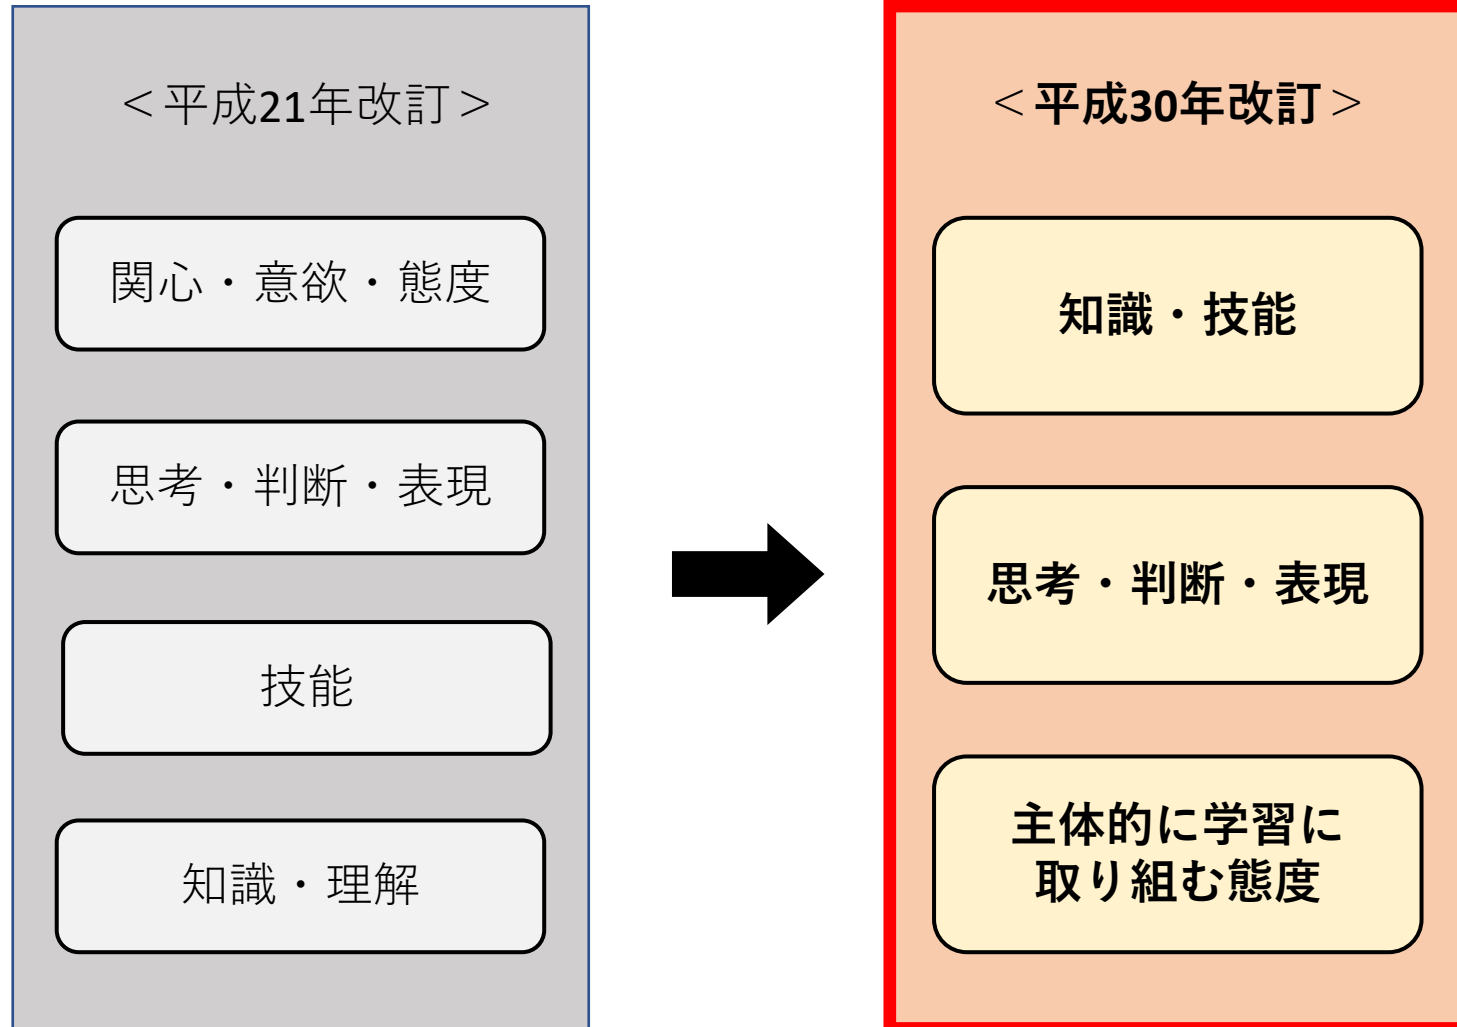 ＜平成21年改訂＞
関心・意欲・態度
思考・判断・表現
技能
知識・理解
＜平成30年改訂＞
知識・技能
思考・判断・表現
主体的に学習に
取り組む態度